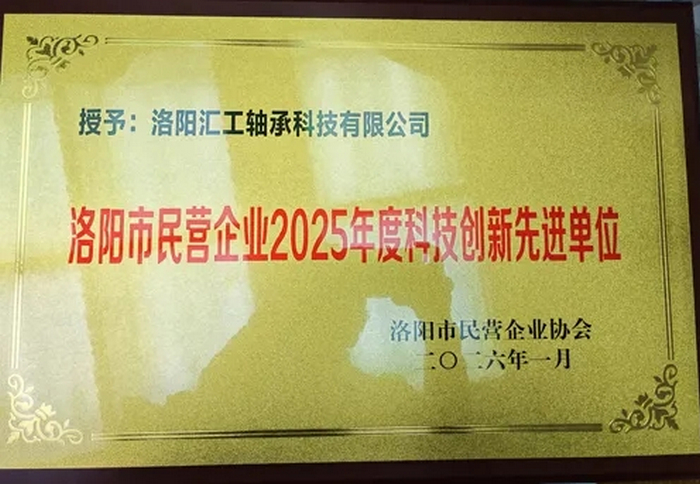 授予：洛阳汇工轴承科技有限公司
洛阳市民营企业2025年度科技创新先进单位
洛阳市民营企业协会
二〇二六年一月